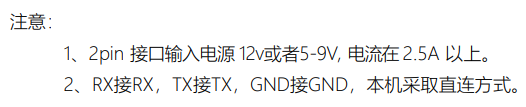 注意：
1、2pin 接口输入电源 12v或者5-9V, 电流在 2.5A 以上。
2、RX接RX，TX接TX，GND接GND，本机采取直连方式。